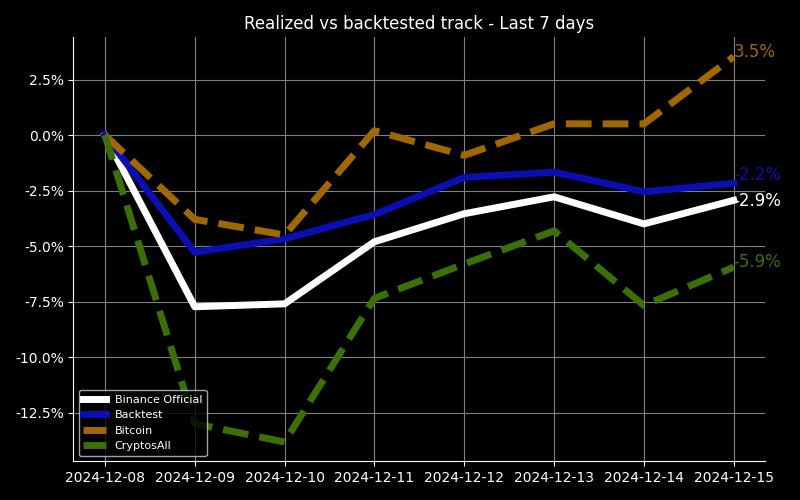 Realized vs backtested track - Last 7 days
3.5%
2.5%
0.0%
-2.2%
-2.5%
-2.9%
-5.0%
-5.9%
-7.5%
-10.0%
-12.5%
Binance Official
Backtest
Bitcoin
CryptosAll
2024-12-08 2024-12-09 2024-12-10 2024-12-11 2024-12-12 2024-12-13 2024-12-14 2024-12-15